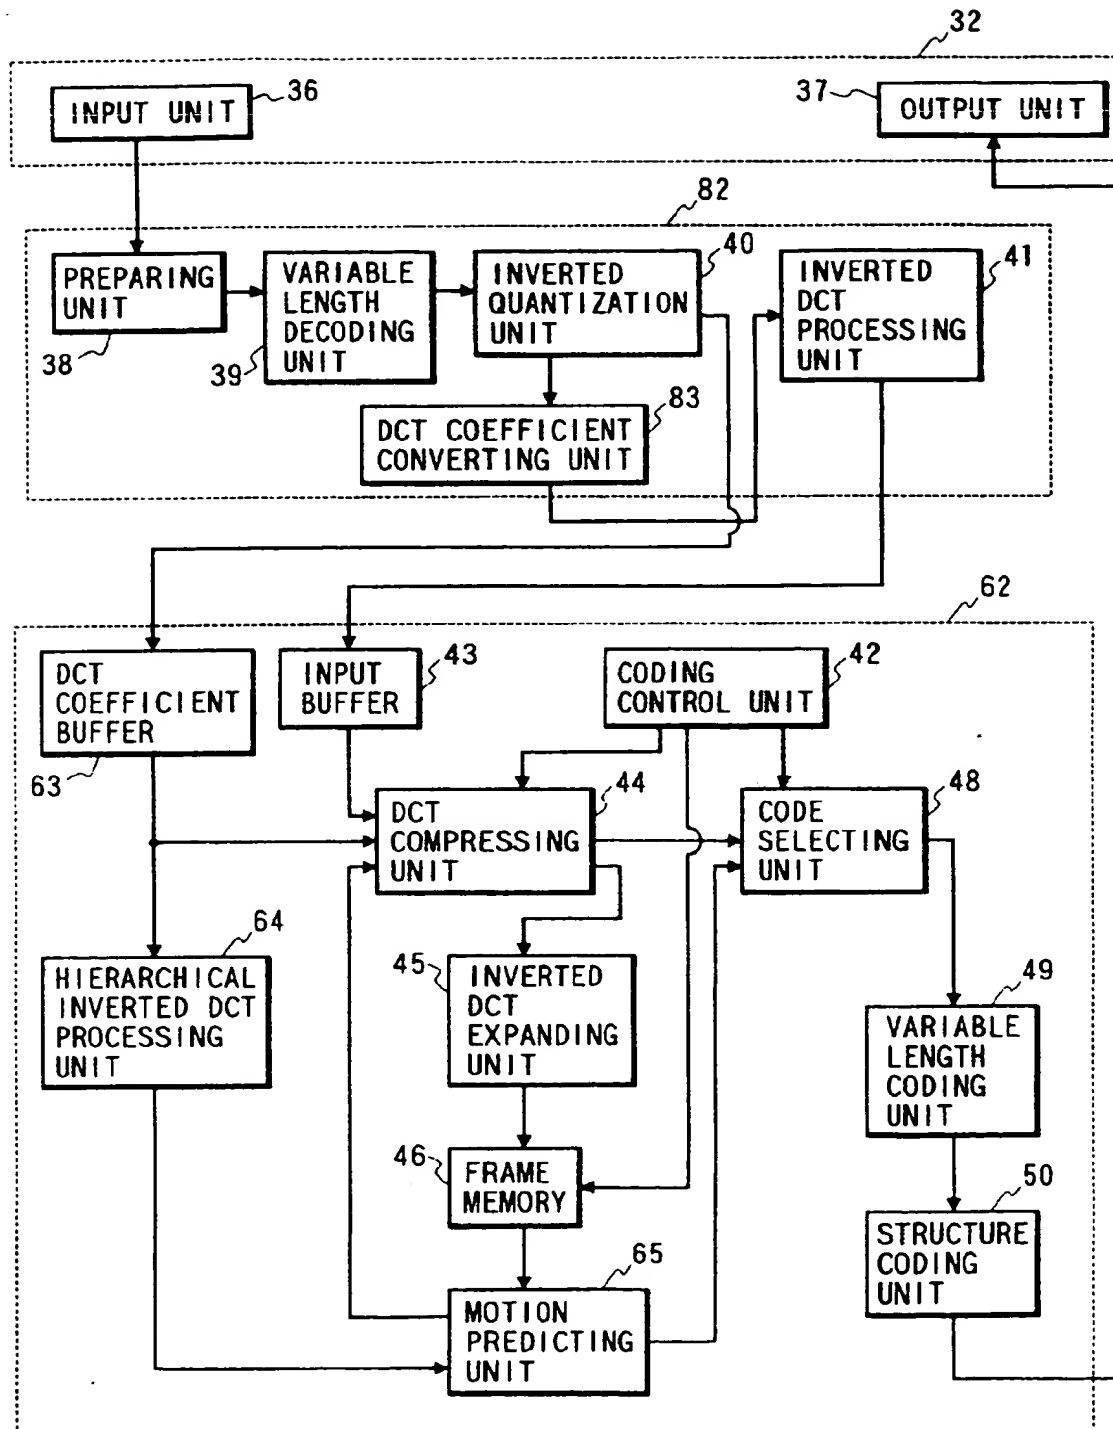 32
INPUT UNIT
36
37
OUTPUT UNIT
82
PREPARING
UNIT
38
VARIABLE
LENGTH
DECODING
UNIT
39
INVERTED
QUANTIZATION
UNIT
40
INVERTED
DCT
PROCESSING
UNIT
41
83
DCT COEFFICIENT
CONVERTING UNIT
62
DCT
COEFFICIENT
BUFFER
63
INPUT
BUFFER
43
CODING
CONTROL UNIT
42
DCT
COMPRESSING
UNIT
44
CODE
SELECTING
UNIT
48
64
HIERARCHICAL
INVERTED DCT
PROCESSING
UNIT
45
INVERTED
DCT
EXPANDING
UNIT
49
VARIABLE
LENGTH
CODING
UNIT
46
FRAME
MEMORY
50
STRUCTURE
CODING
UNIT
65
MOTION
PREDICTING
UNIT